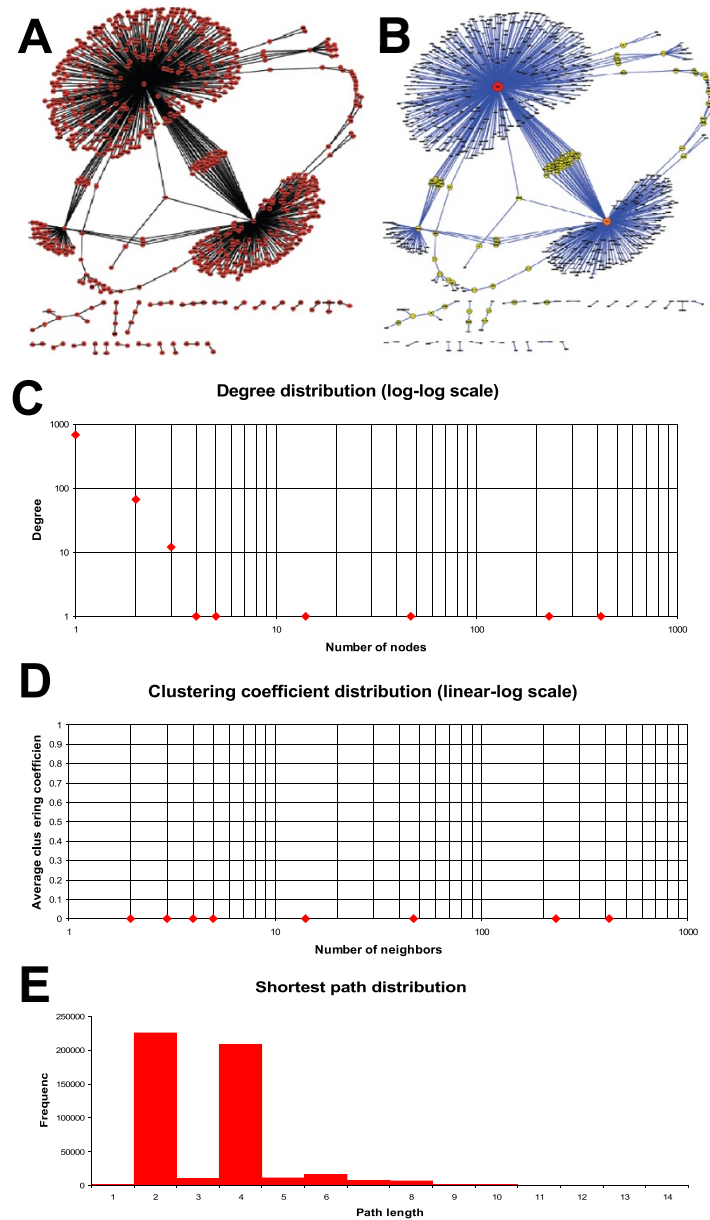 A
B
C
Degree distribution (log-log scale)
Degree
1000
100
10
1
1
10
100
1000
Number of nodes
D
Clustering coefficient distribution (linear-log scale)
Average clus ering coefficien
1
0.9
0.8
0.7
0.6
0.5
0.4
0.3
0.2
0.1
0
1
10
100
1000
Number of neighbors
E
Shortest path distribution
Frequenc
250000
200000
150000
100000
50000
0
1 2 3 4 5 6 7 8 9 10 11 12 13 14
Path length